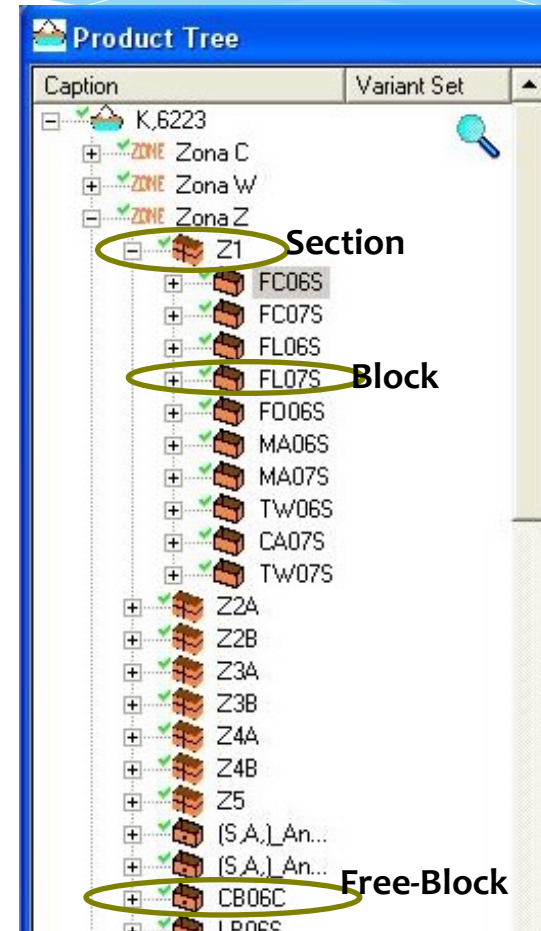 Product Tree
Caption Variant Set
K,6223
ZONE Zona C
ZONE Zona W
ZONE Zona Z
Z1 Section
FC06S
FC07S
FL06S
FL07S Block
FO06S
MA06S
MA07S
TW06S
CA07S
TW07S
Z2A
Z2B
Z3A
Z3B
Z4A
Z4B
Z5
(S,A,)_An...
(S,A,)_An...
Free-Block
CB06C